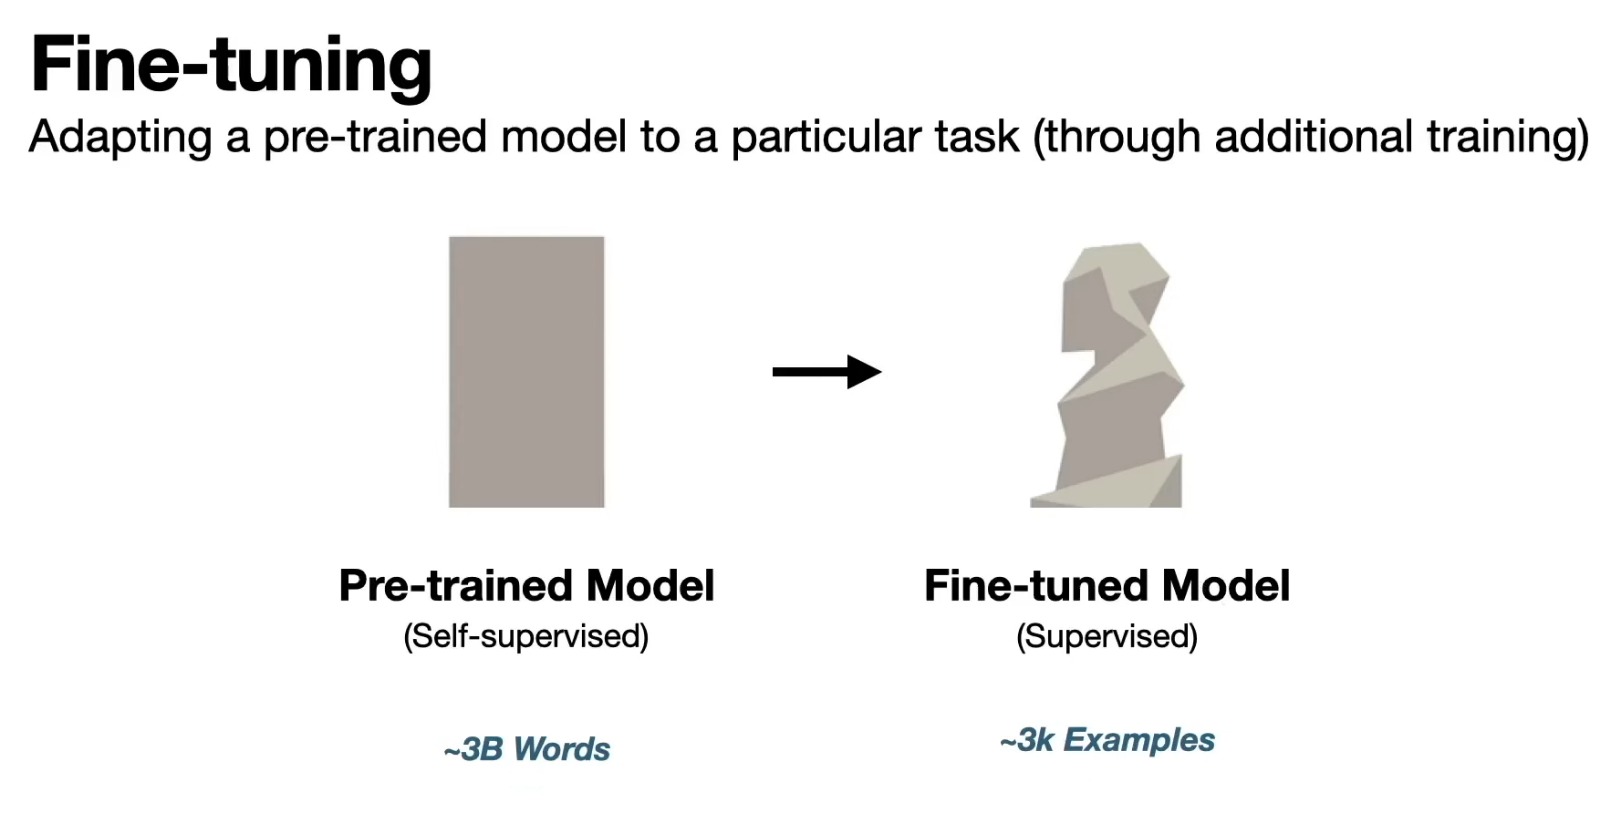 Fine-tuning
Adapting a pre-trained model to a particular task (through additional training)
Pre-trained Model
(Self-supervised)
~3B Words
Fine-tuned Model
(Supervised)
~3k Examples